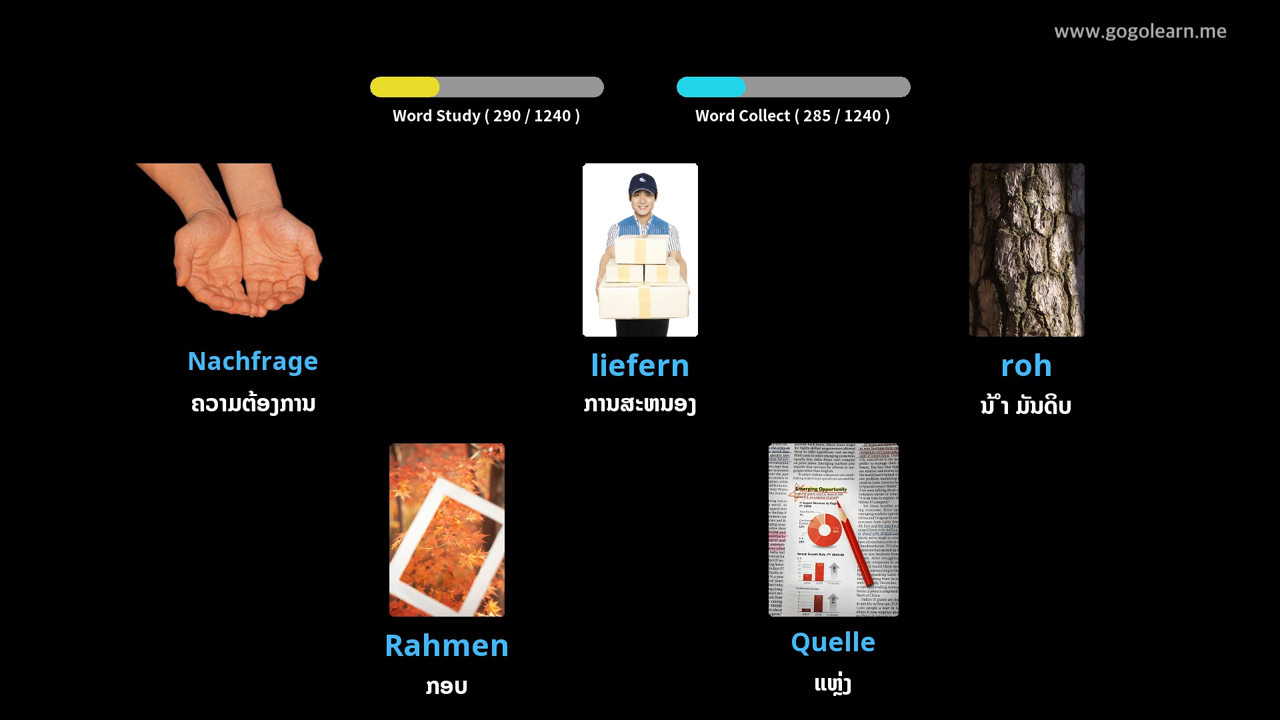 www.gogolearn.me
Word Study ( 290 / 1240 )
Word Collect ( 285 / 1240 )
Nachfrage
ຄວາມຕ້ອງການ
liefern
ການສະຫນອງ
roh
ນ້ ຳ ມັນດິບ
Emerging Opportunity
Rahmen
ກອບ
Quelle
ແຫຼ່ງ